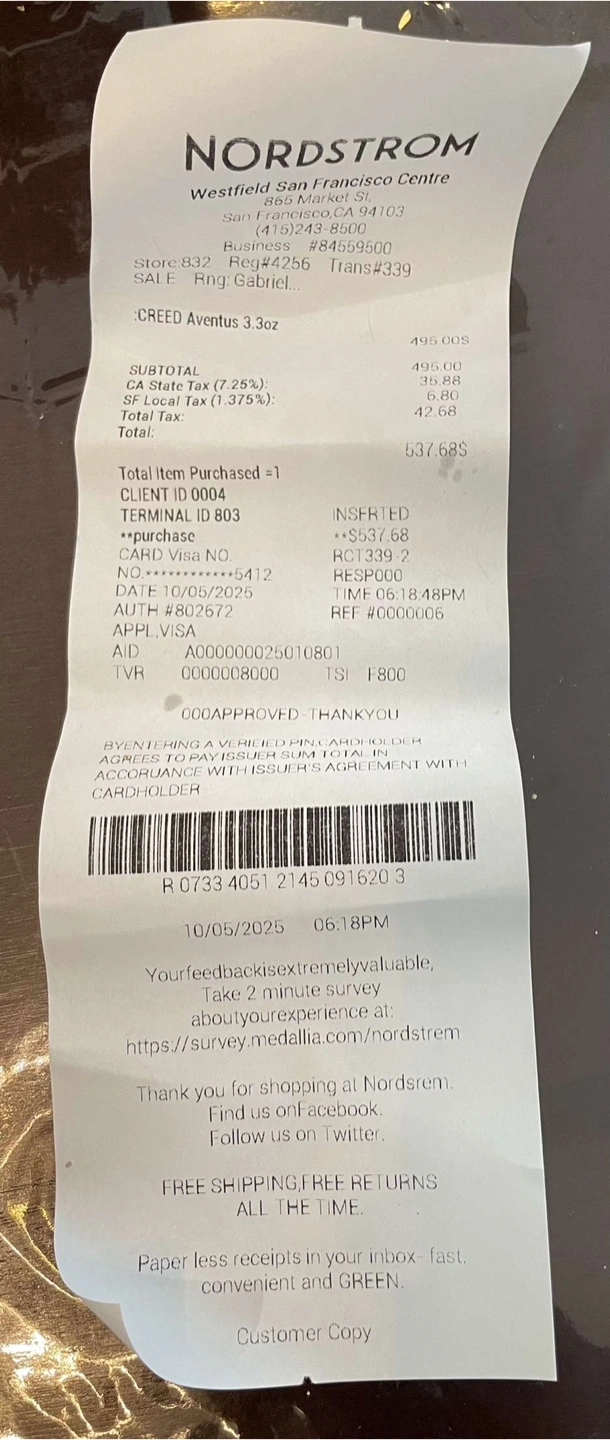 NORDSTROM
Westfield San Francisco Centre
865 Market St,
San Francisco,CA 94103
(415)243-8500
Business #84559500
Store:832 Reg#4256 Trans#339
SALE Rng: Gabriel...
:CREED Aventus 3.3oz
495.00S
SUBTOTAL 495.00
CA State Tax (7.25%): 35.88
SF Local Tax (1.375%): 6.80
Total Tax: 42.68
Total:
537.68$
Total Item Purchased =1
CLIENT ID 0004
TERMINAL ID 803 INSERTED
**purchase **$537.68
CARD Visa NO. RCT339-2
NO.************5412 RESP000
DATE 10/05/2025 TIME 06:18:48PM
AUTH #802672 REF #0000006
APPL,VISA
AID A000000025010801
TVR 0000008000 TSI F800
000APPROVED-THANKYOU
BYENTERING A VERIEIED PIN,CARDHOLDER
AGREES TO PAY ISSUER SUM TOTAL IN
ACCORUANCE WITH ISSUER'S AGREEMENT WITH
CARDHOLDER
R 0733 4051 2145 091620 3
10/05/2025 06:18PM
Yourfeedbackisextremelyvaluable,
Take 2 minute survey
aboutyourexperience at:
https://survey.medallia.com/nordstrem
Thank you for shopping at Nordsrem.
Find us onFacebook.
Follow us on Twitter.
FREE SHIPPING,FREE RETURNS
ALL THE TIME.
Paper less receipts in your inbox- fast.
convenient and GREEN.
Customer Copy